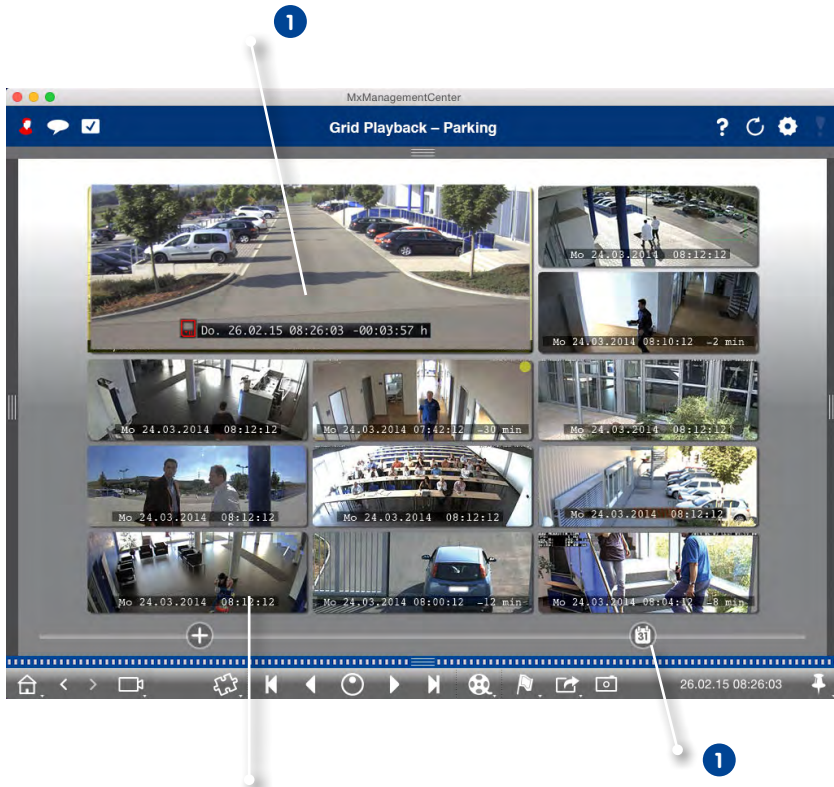 1
MxManagementCenter
Grid Playback – Parking
?
Mo 24.03.2014 08:12:12
Mo 24.03.2014 08:10:12 -2 min
Do. 26.02.15 08:26:03 -00:03:57 h
Mo 24.03.2014 08:12:12
Mo 24.03.2014 07:42:12 -30 min
Mo 24.03.2014 08:12:12
Mo 24.03.2014 08:12:12
Mo 24.03.2014 08:12:12
Mo 24.03.2014 08:12:12
Mo 24.03.2014 08:12:12
Mo 24.03.2014 08:00:12 -12 min
Mo 24.03.2014 08:04:12 -8 min
31
26.02.15 08:26:03
1